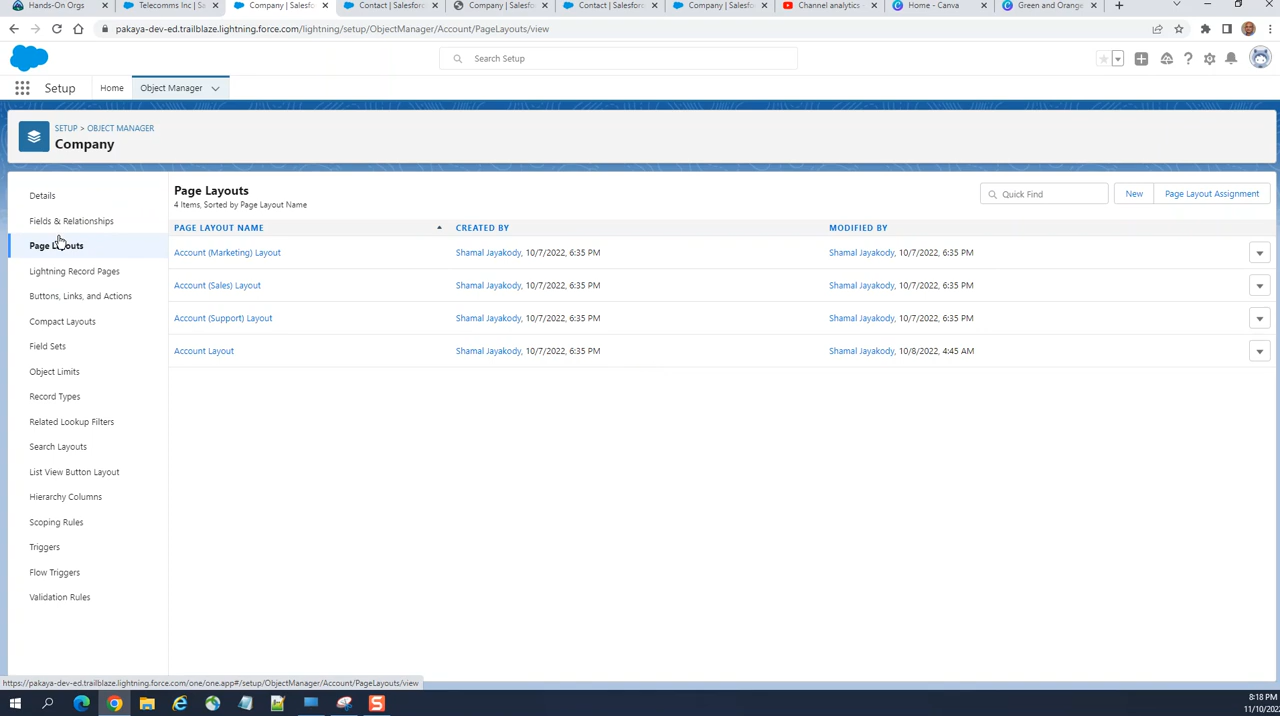 Hands-On Orgs
Telecomms Inc | Sa
Company | Salesf
Contact | Salesforc
Company | Salesfo
Contact | Salesforc
Company | Salesfo
Channel analytics
Home - Canva
Green and Orange
pakaya-dev-ed.trailblaze.lightning.force.com/lightning/setup/ObjectManager/Account/PageLayouts/view
Search Setup
Setup
Home
Object Manager
SETUP > OBJECT MANAGER
Company
Details
Fields & Relationships
Page Layouts
Lightning Record Pages
Buttons, Links, and Actions
Compact Layouts
Field Sets
Object Limits
Record Types
Related Lookup Filters
Search Layouts
List View Button Layout
Hierarchy Columns
Scoping Rules
Triggers
Flow Triggers
Validation Rules
Page Layouts
4 Items, Sorted by Page Layout Name
Quick Find
New
Page Layout Assignment
PAGE LAYOUT NAME CREATED BY MODIFIED BY
Account (Marketing) Layout Shamal Jayakody, 10/7/2022, 6:35 PM Shamal Jayakody, 10/7/2022, 6:35 PM
Account (Sales) Layout Shamal Jayakody, 10/7/2022, 6:35 PM Shamal Jayakody, 10/7/2022, 6:35 PM
Account (Support) Layout Shamal Jayakody, 10/7/2022, 6:35 PM Shamal Jayakody, 10/7/2022, 6:35 PM
Account Layout Shamal Jayakody, 10/7/2022, 6:35 PM Shamal Jayakody, 10/8/2022, 4:45 AM
https://pakaya-dev-ed.trailblaze.lightning.force.com/one/one.app#/setup/ObjectManager/Account/PageLayouts/view
8:18 PM
11/10/202